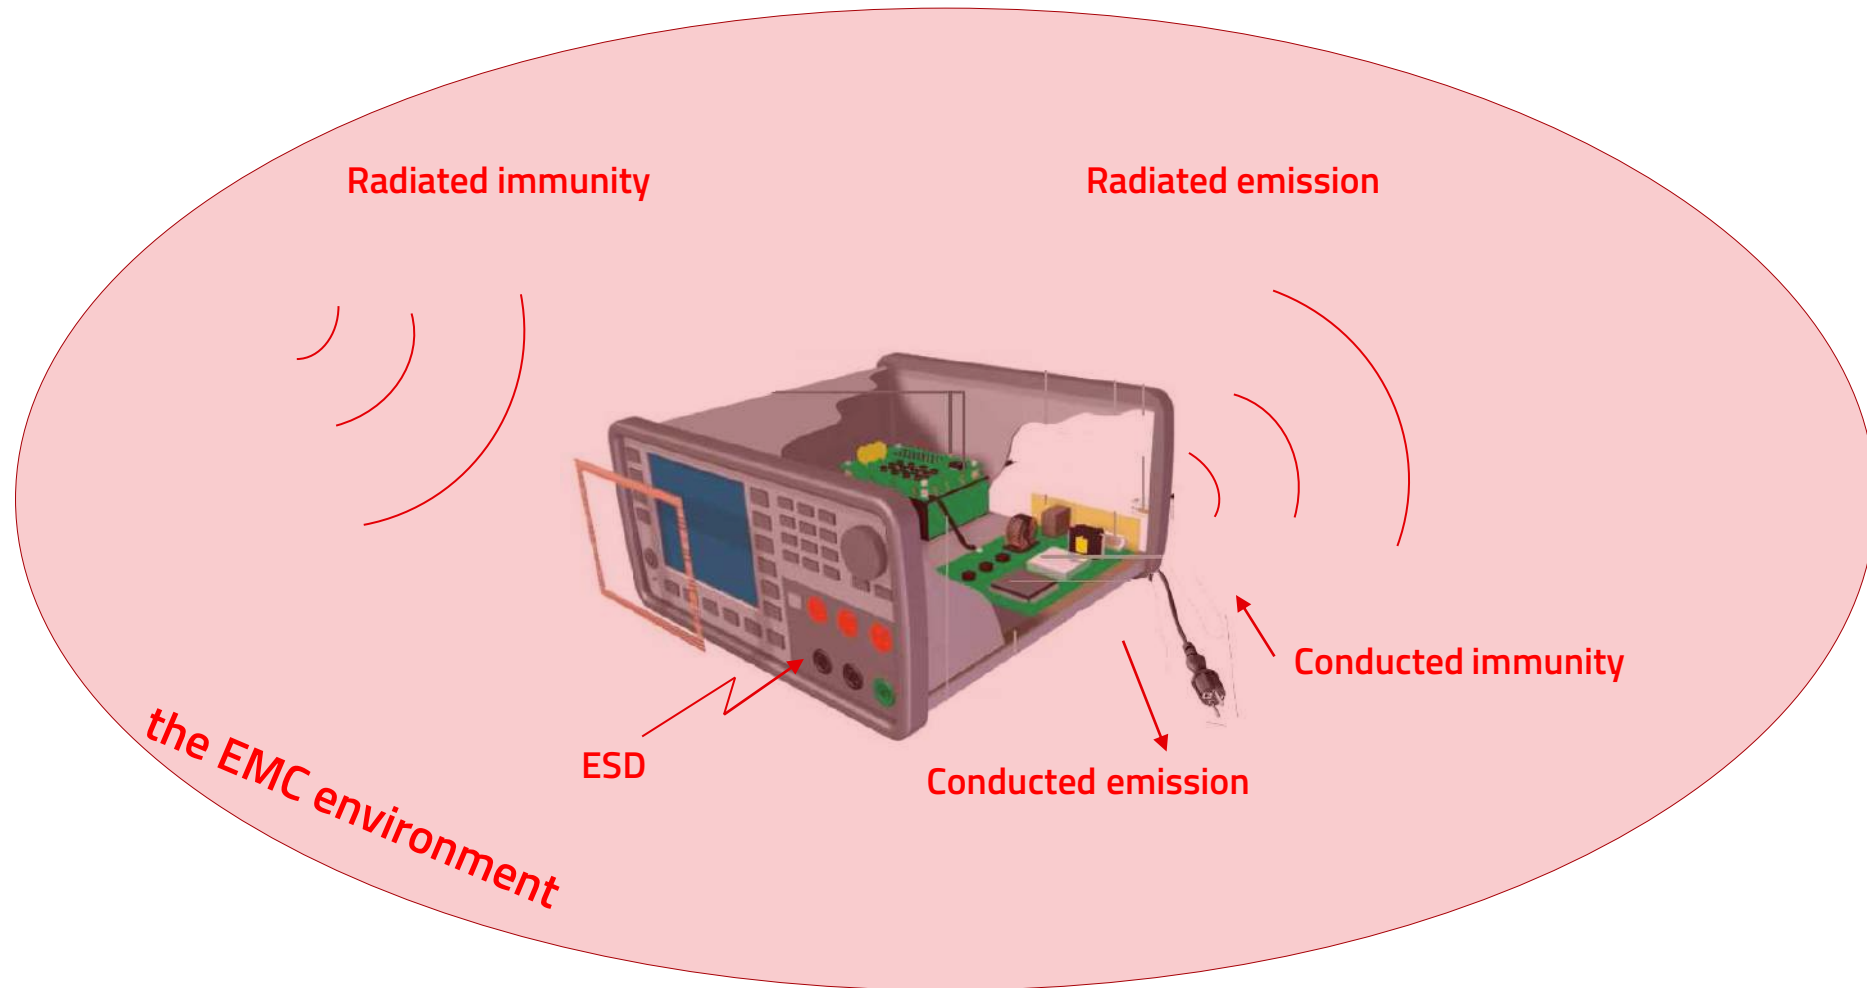 Radiated immunity
Radiated emission
Conducted immunity
ESD
Conducted emission
the EMC environment